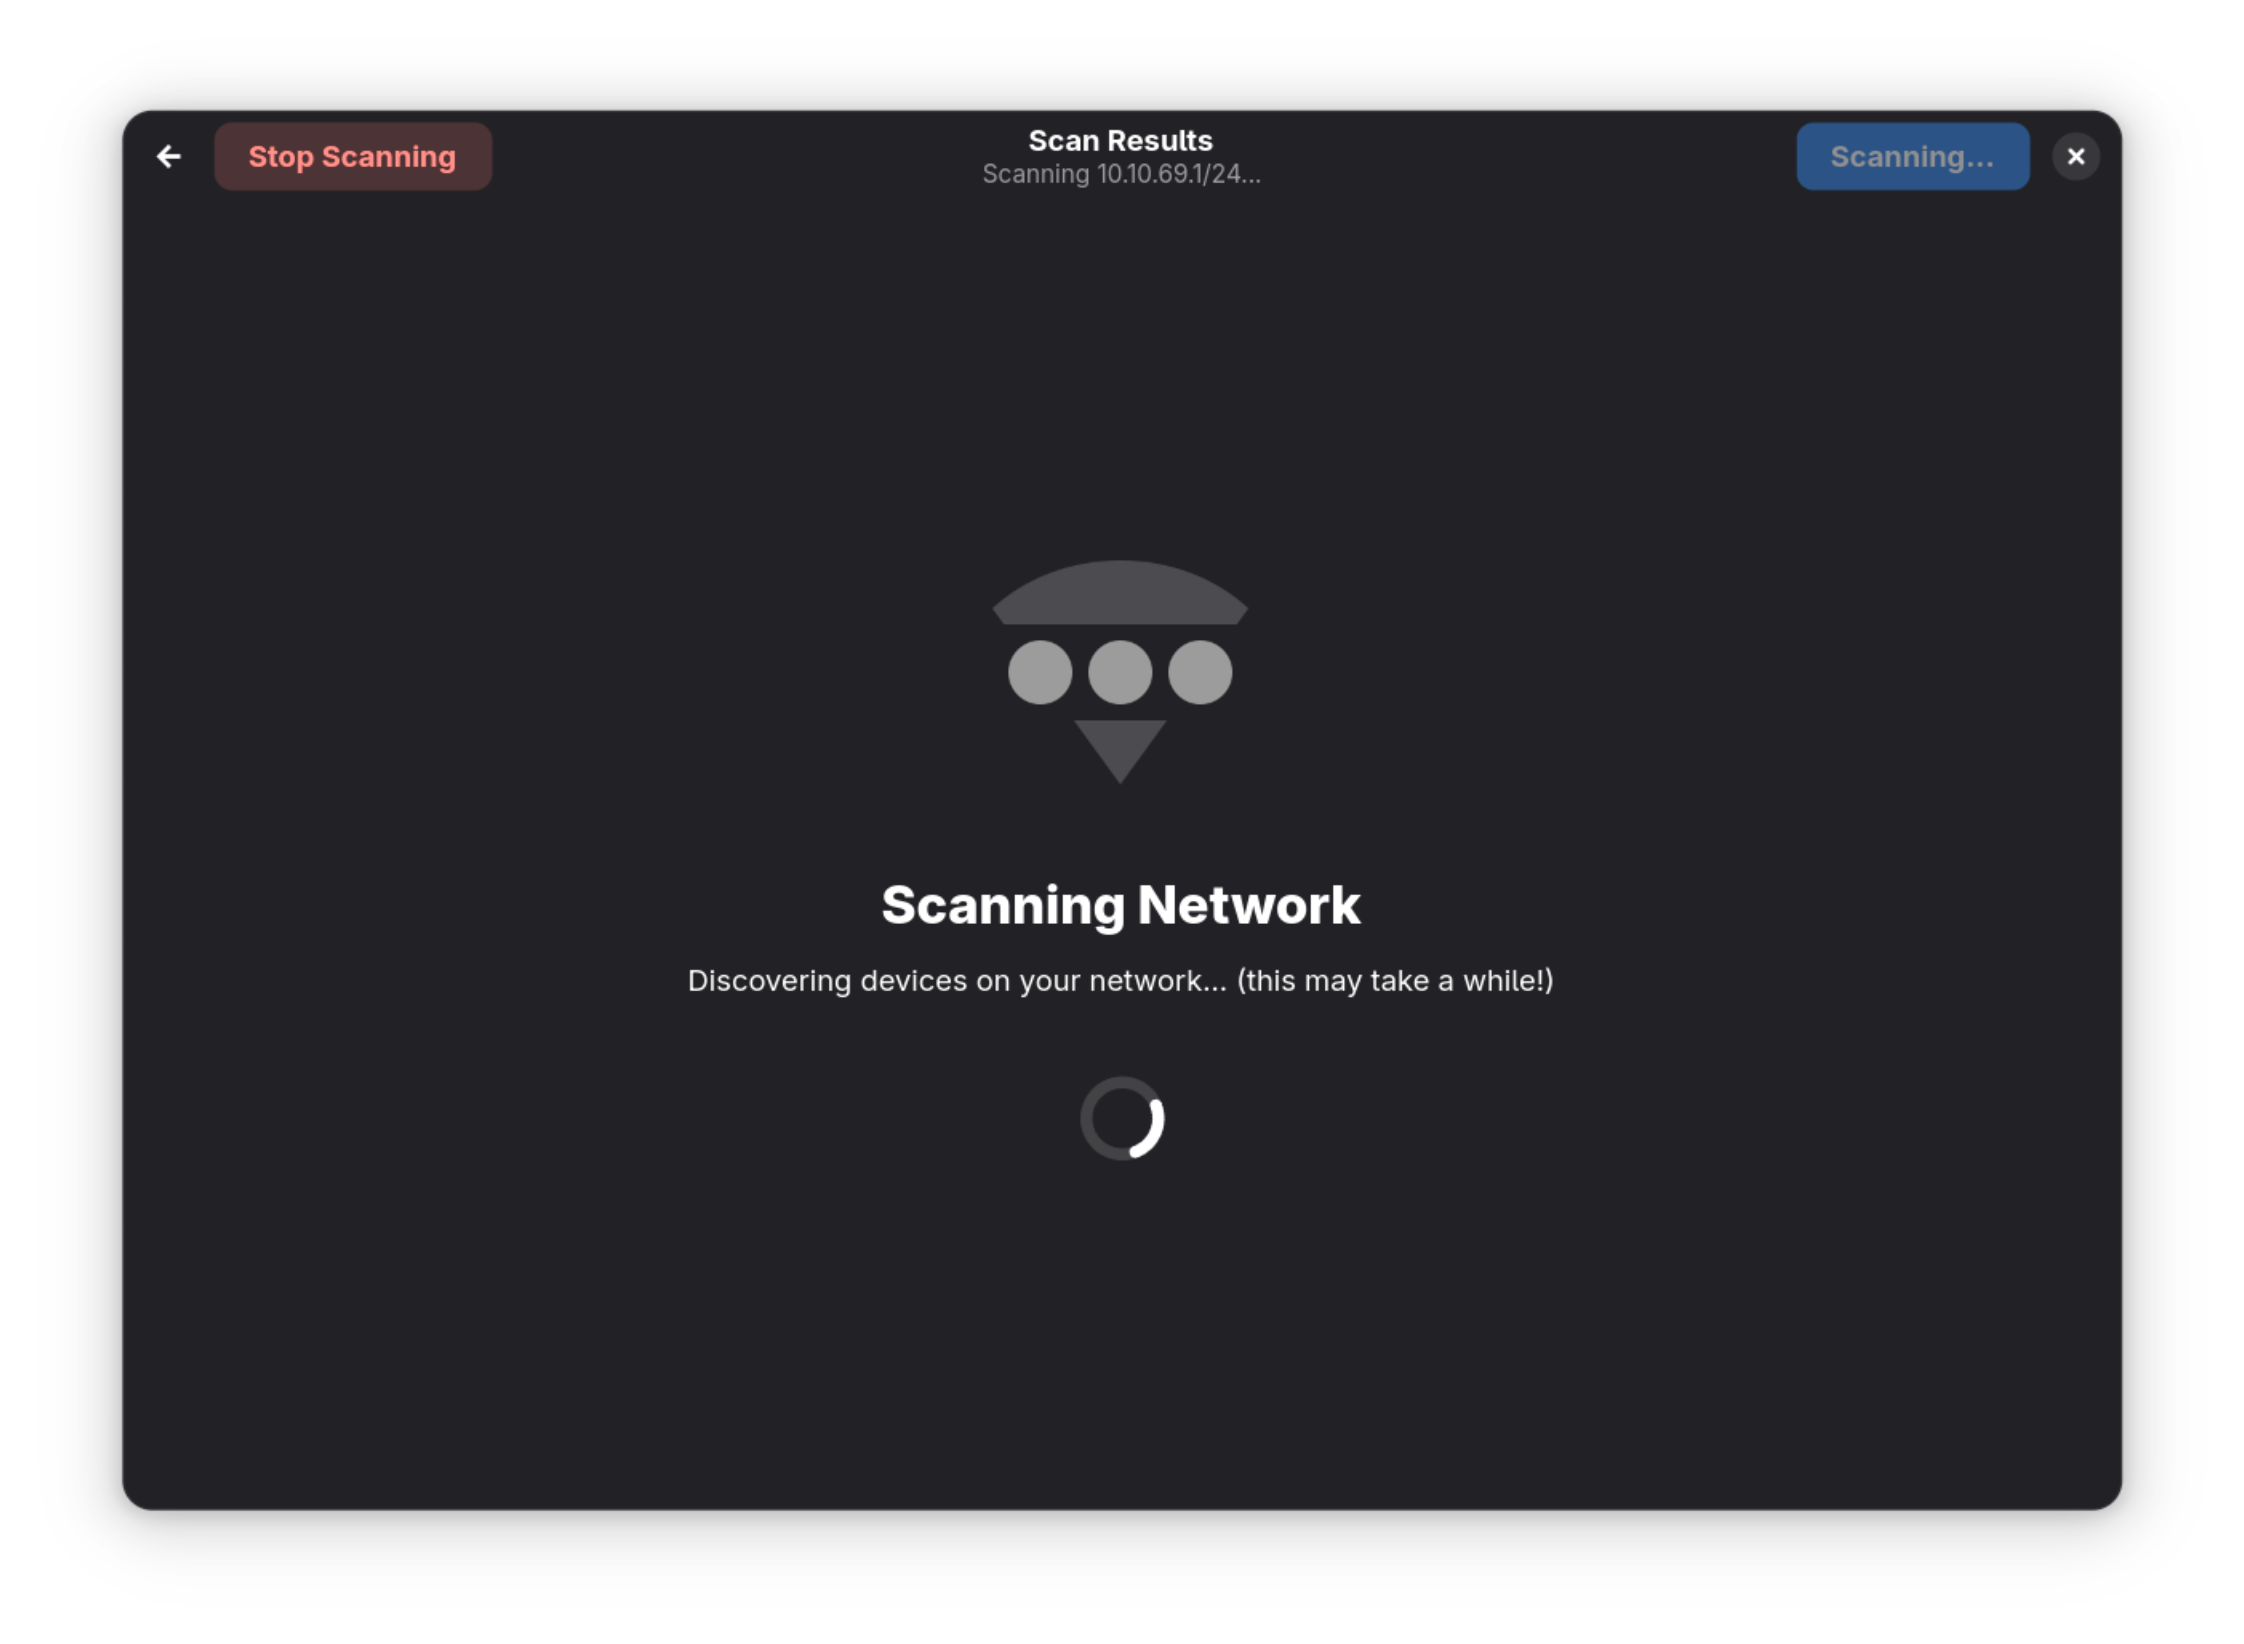 Stop Scanning
Scan Results
Scanning 10.10.69.1/24...
Scanning...
Scanning Network
Discovering devices on your network... (this may take a while!)